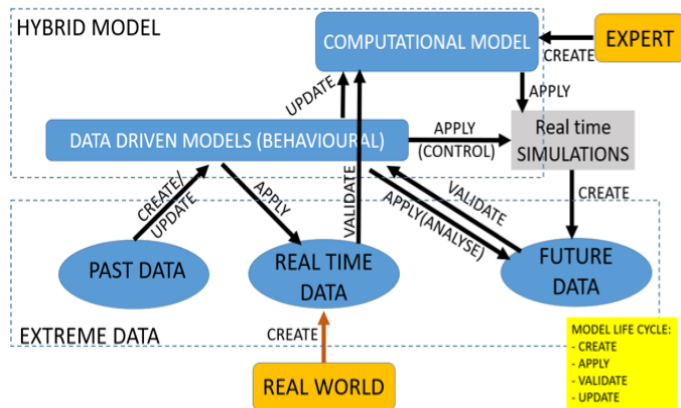 HYBRID MODEL
COMPUTATIONAL MODEL
EXPERT
CREATE
UPDATE
APPLY
DATA DRIVEN MODELS (BEHAVIOURAL)
APPLY
(CONTROL)
Real time
SIMULATIONS
CREATE/
UPDATE
APPLY
VALIDATE
VALIDATE
APPLY(ANALYSE)
CREATE
PAST DATA
REAL TIME
DATA
FUTURE
DATA
EXTREME DATA
CREATE
REAL WORLD
MODEL LIFE CYCLE:
- CREATE
- APPLY
- VALIDATE
- UPDATE